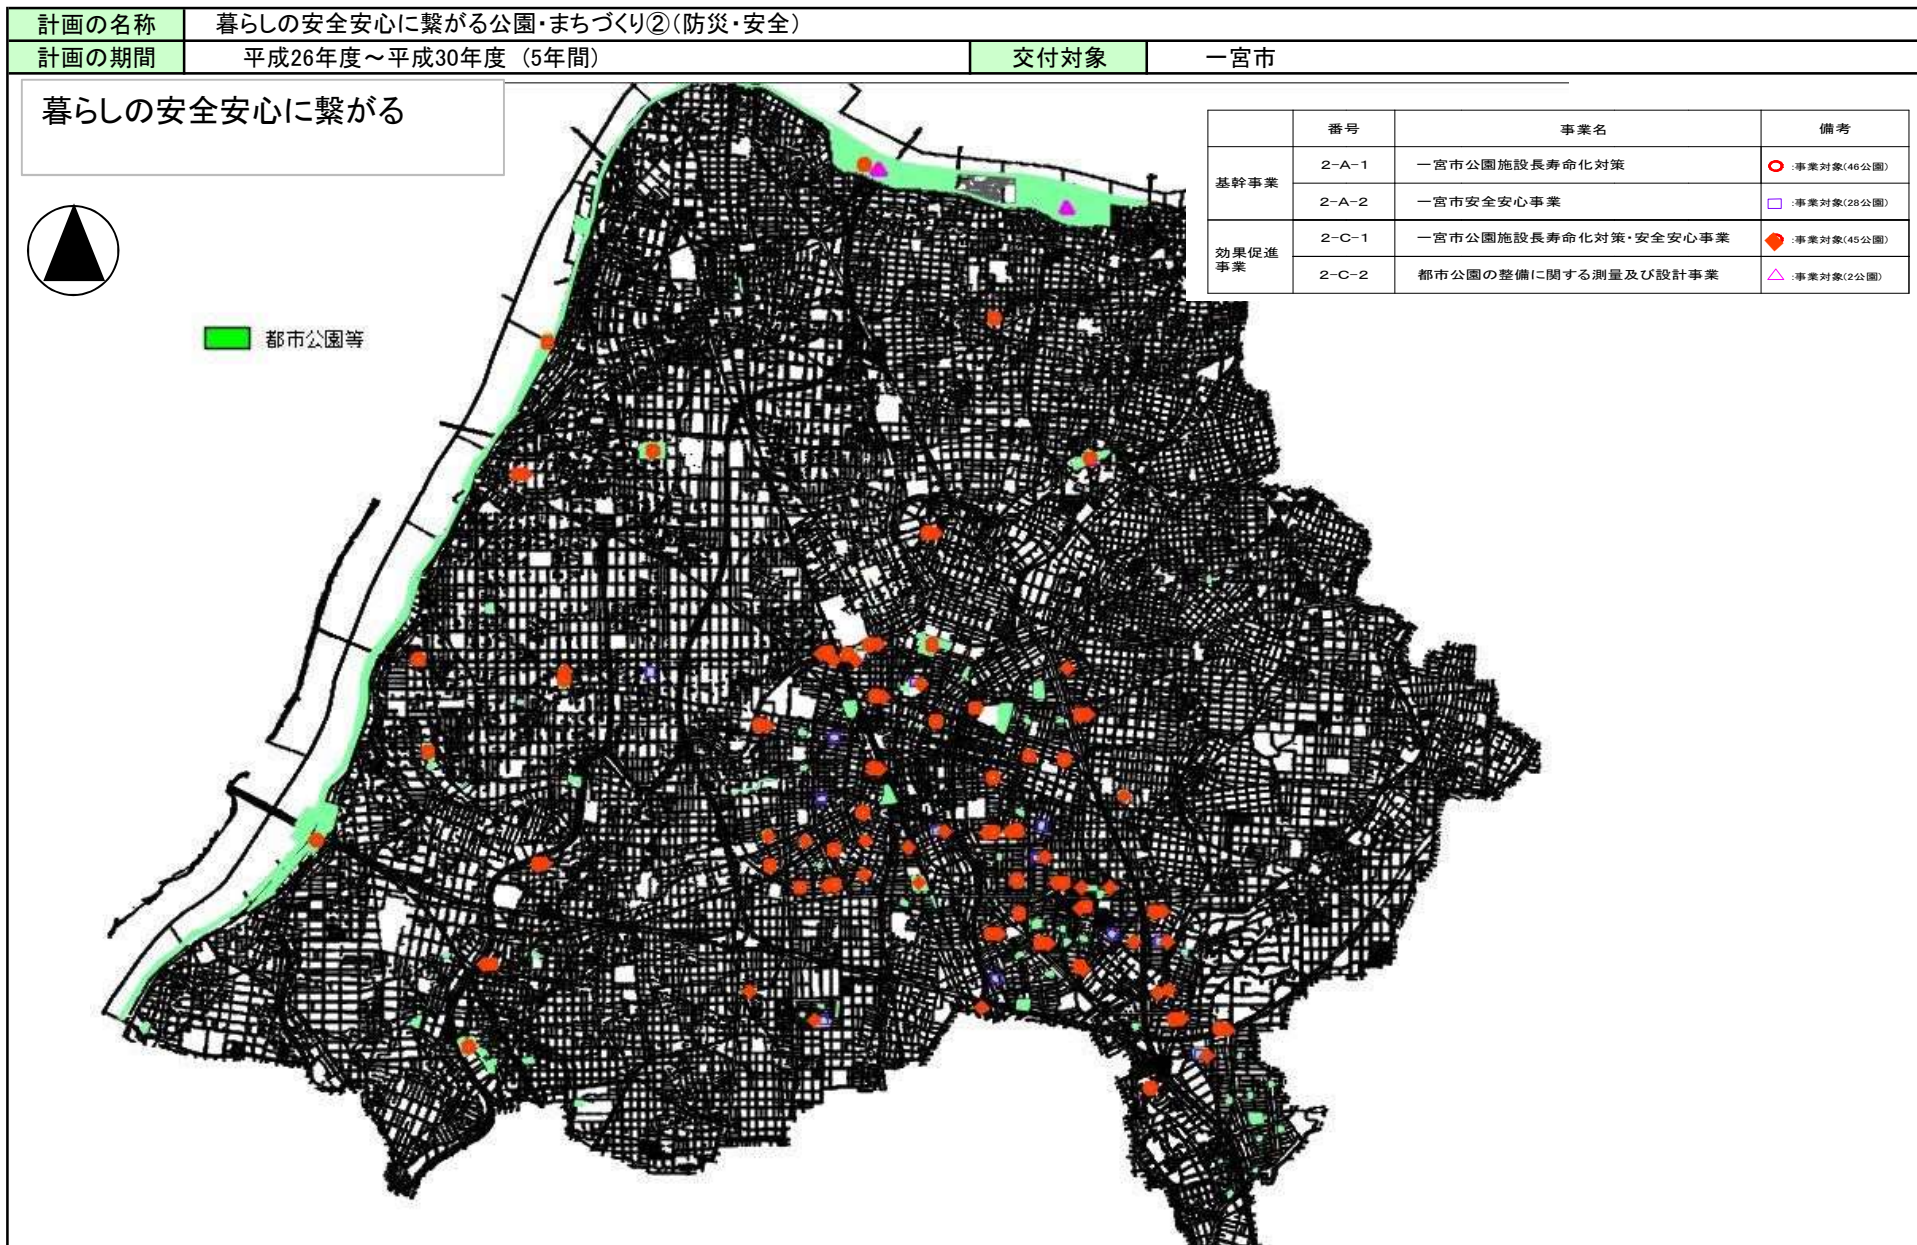 計画の名称 暮らしの安全安心に繋がる公園・まちづくり②(防災・安全)
計画の期間 平成26年度～平成30年度 (5年間) 交付対象 一宮市
暮らしの安全安心に繋がる
都市公園等
番号 事業名 備考
基幹事業
2-A-1 一宮市公園施設長寿命化対策 :事業対象(46公園)
2-A-2 一宮市安全安心事業 :事業対象(28公園)
効果促進
事業
2-C-1 一宮市公園施設長寿命化対策・安全安心事業 :事業対象(45公園)
2-C-2 都市公園の整備に関する測量及び設計事業 :事業対象(2公園)